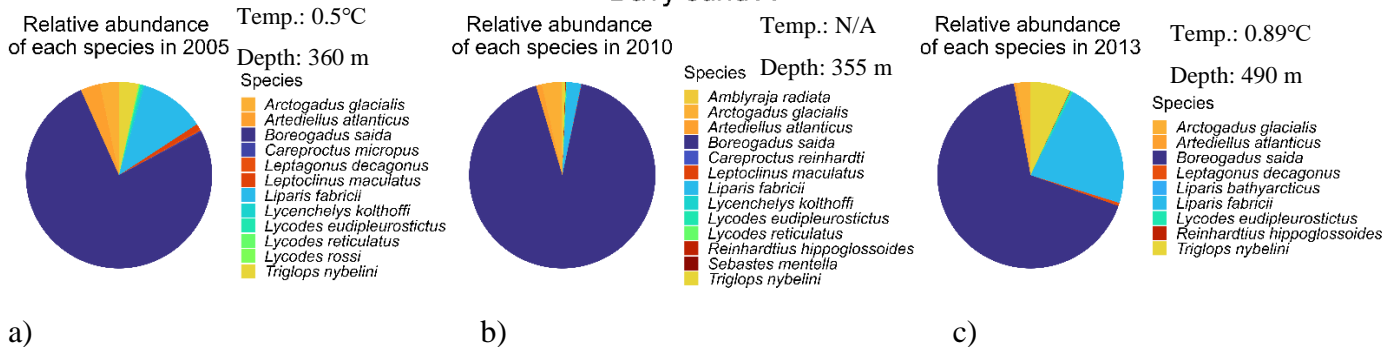 Relative abundance
of each species in 2005
Temp.: 0.5°C
Depth: 360 m
Species
Arctogadus glacialis
Artediellus atlanticus
Boreogadus saida
Careproctus micropus
Leptagonus decagonus
Leptoclinus maculatus
Liparis fabricii
Lycenchelys kolthoffi
Lycodes eudipleurostictus
Lycodes reticulatus
Lycodes rossi
Triglops nybelini
a)
Relative abundance
of each species in 2010
Temp.: N/A
Depth: 355 m
Species
Amblyraja radiata
Arctogadus glacialis
Artediellus atlanticus
Boreogadus saida
Careproctus reinhardti
Leptoclinus maculatus
Liparis fabricii
Lycenchelys kolthoffi
Lycodes eudipleurostictus
Lycodes reticulatus
Reinhardtius hippoglossoides
Sebastes mentella
Triglops nybelini
b)
Relative abundance
of each species in 2013
Temp.: 0.89°C
Depth: 490 m
Species
Arctogadus glacialis
Artediellus atlanticus
Boreogadus saida
Leptagonus decagonus
Liparis bathyarcticus
Liparis fabricii
Lycodes eudipleurostictus
Reinhardtius hippoglossoides
Triglops nybelini
c)